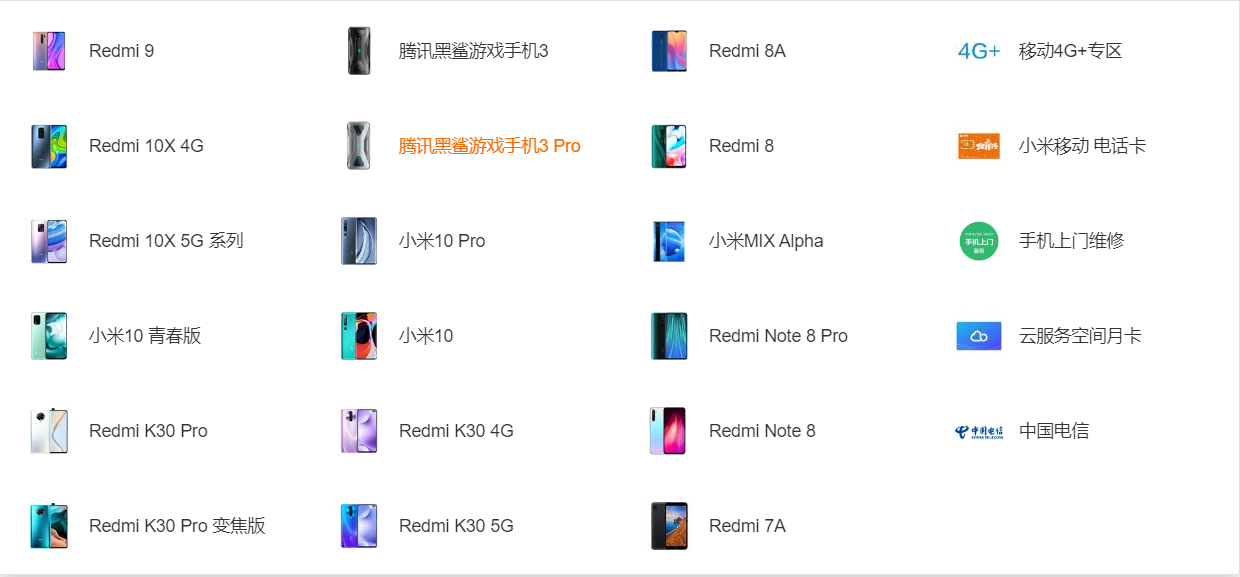 Redmi 9
腾讯黑鲨游戏手机3
Redmi 8A
4G+
移动4G+专区
Redmi 10X 4G
腾讯黑鲨游戏手机3 Pro
Redmi 8
小米移动 电话卡
Redmi 10X 5G 系列
小米10 Pro
小米MIX Alpha
手机上门
服务
手机上门维修
小米10 青春版
小米10
Redmi Note 8 Pro
云服务空间月卡
Redmi K30 Pro
Redmi K30 4G
Redmi Note 8
中国电信
CHINA TELECOM
中国电信
Redmi K30 Pro 变焦版
Redmi K30 5G
Redmi 7A